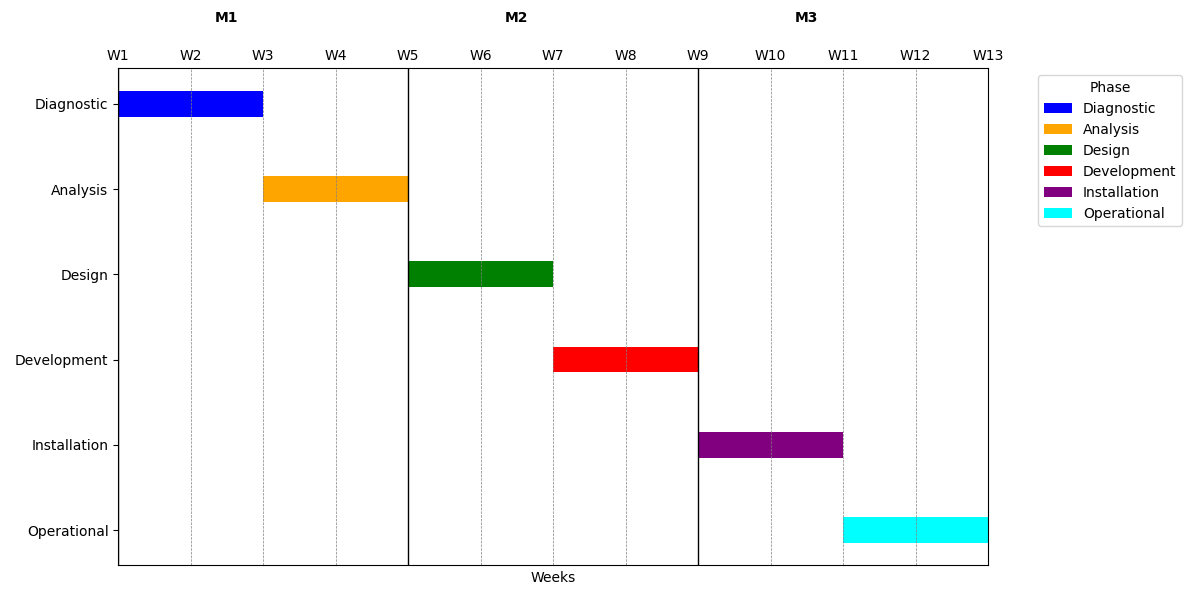 M1 M2 M3
W1 W2 W3 W4 W5 W6 W7 W8 W9 W10 W11 W12 W13
Diagnostic
Analysis
Design
Development
Installation
Operational
Weeks
Phase
Diagnostic
Analysis
Design
Development
Installation
Operational